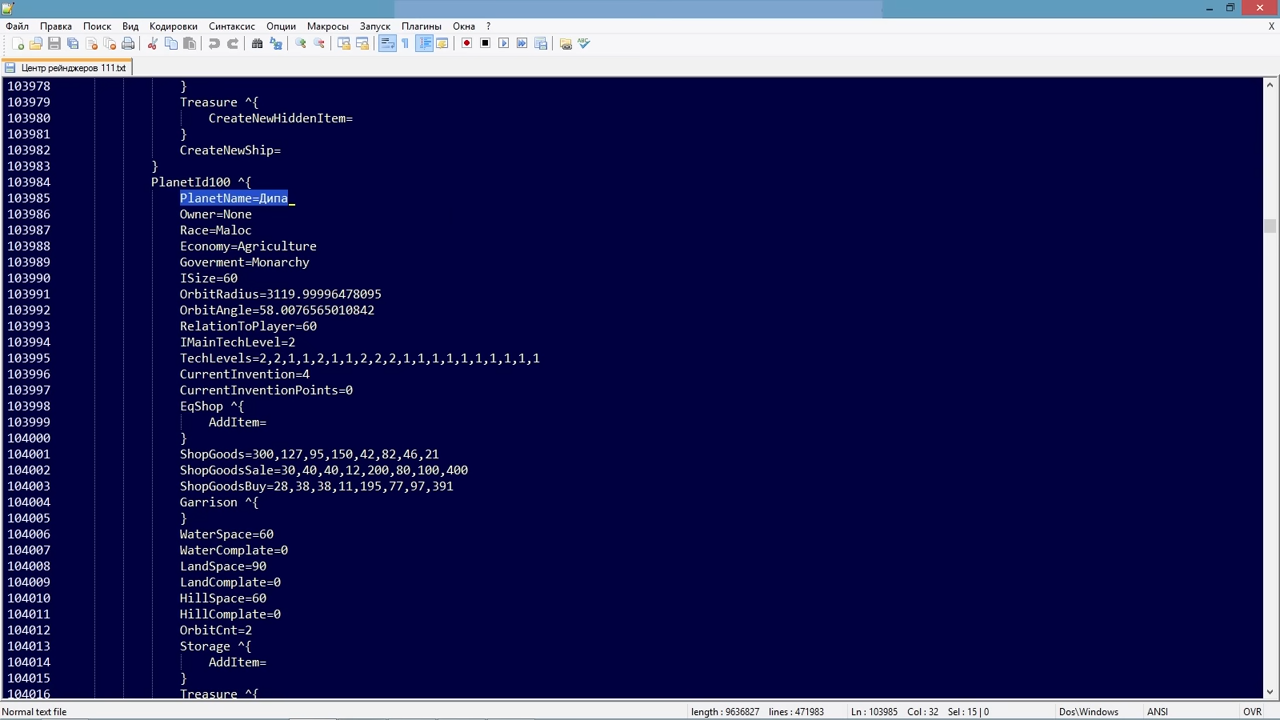 Файл Правка Поиск Вид Кодировки Синтаксис Опции Макросы Запуск Плагины Окна ? X
Центр рейнджеров 111.txt
103978 }
103979 Treasure ^{
103980 CreateNewHiddenItem=
103981 }
103982 CreateNewShip=
103983 }
103984 PlanetId100 ^{
103985 PlanetName=Дипа
103986 Owner=None
103987 Race=Maloc
103988 Economy=Agriculture
103989 Goverment=Monarchy
103990 ISize=60
103991 OrbitRadius=3119.99996478095
103992 OrbitAngle=58.0076565010842
103993 RelationToPlayer=60
103994 IMainTechLevel=2
103995 TechLevels=2,2,1,1,2,1,1,2,2,2,1,1,1,1,1,1,1,1,1,1
103996 CurrentInvention=4
103997 CurrentInventionPoints=0
103998 EqShop ^{
103999 AddItem=
104000 }
104001 ShopGoods=300,127,95,150,42,82,46,21
104002 ShopGoodsSale=30,40,40,12,200,80,100,400
104003 ShopGoodsBuy=28,38,38,11,195,77,97,391
104004 Garrison ^{
104005 }
104006 WaterSpace=60
104007 WaterComplate=0
104008 LandSpace=90
104009 LandComplate=0
104010 HillSpace=60
104011 HillComplate=0
104012 OrbitCnt=2
104013 Storage ^{
104014 AddItem=
104015 }
104016 Treasure ^{
Normal text file length : 9636827 lines : 471983 Ln : 103985 Col : 32 Sel : 15 | 0 Dos\Windows ANSI OVR